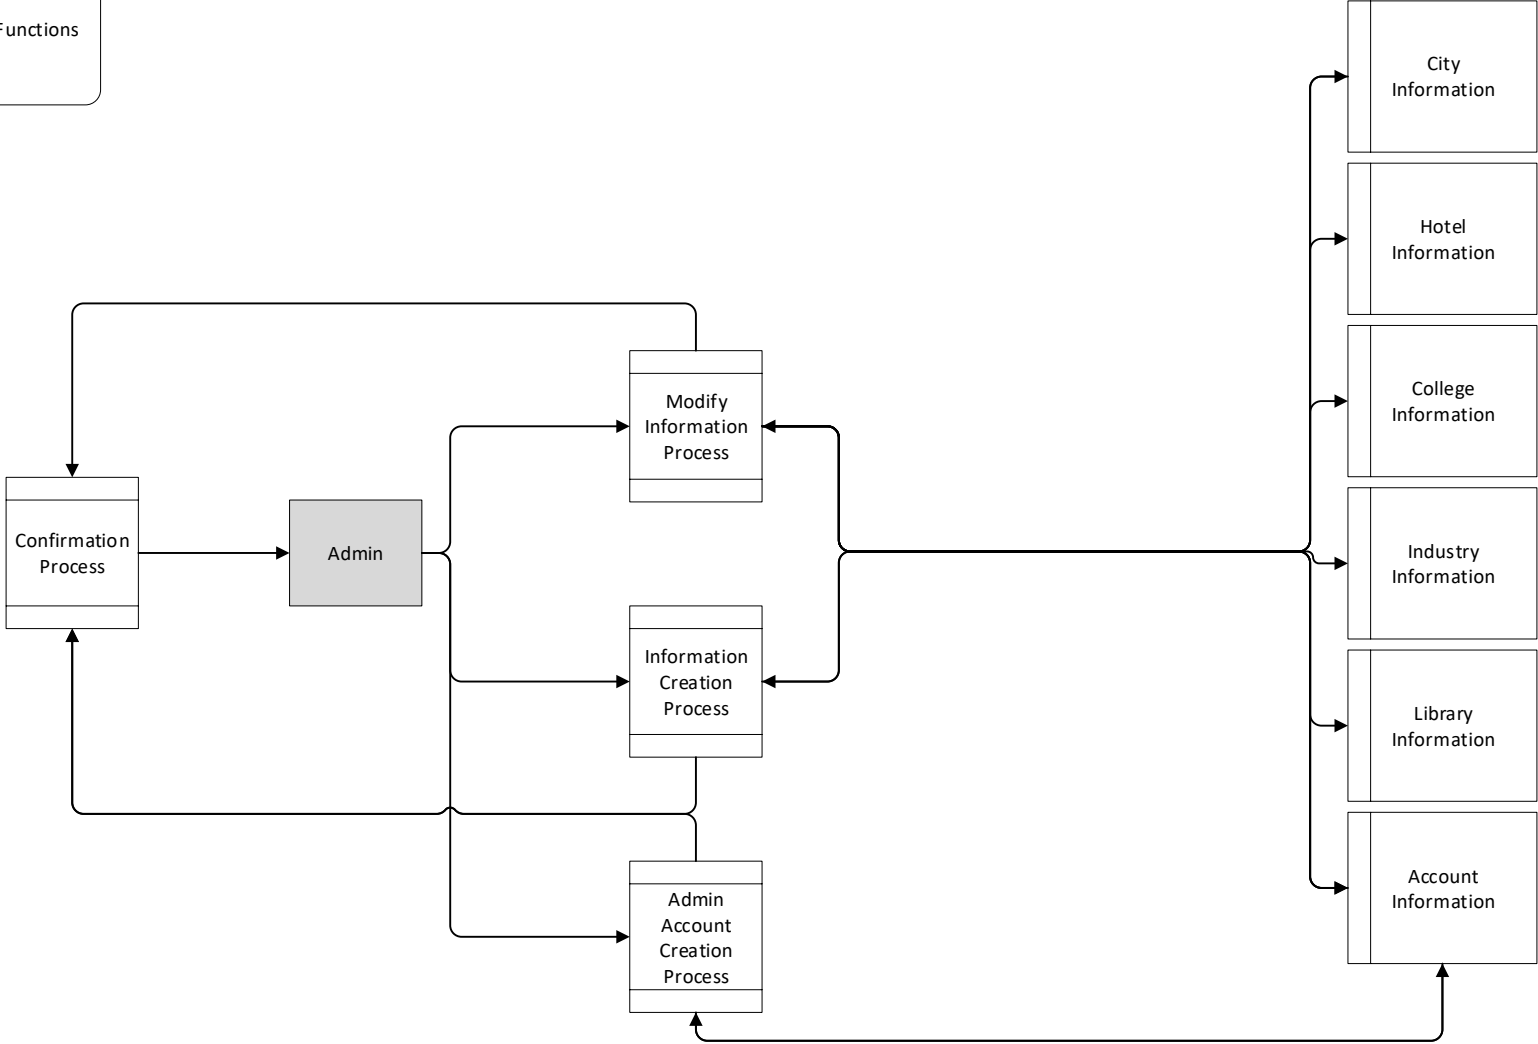 Functions
City
Information
Hotel
Information
College
Information
Modify
Information
Process
Confirmation
Process
Admin
Industry
Information
Information
Creation
Process
Library
Information
Admin
Account
Creation
Process
Account
Information